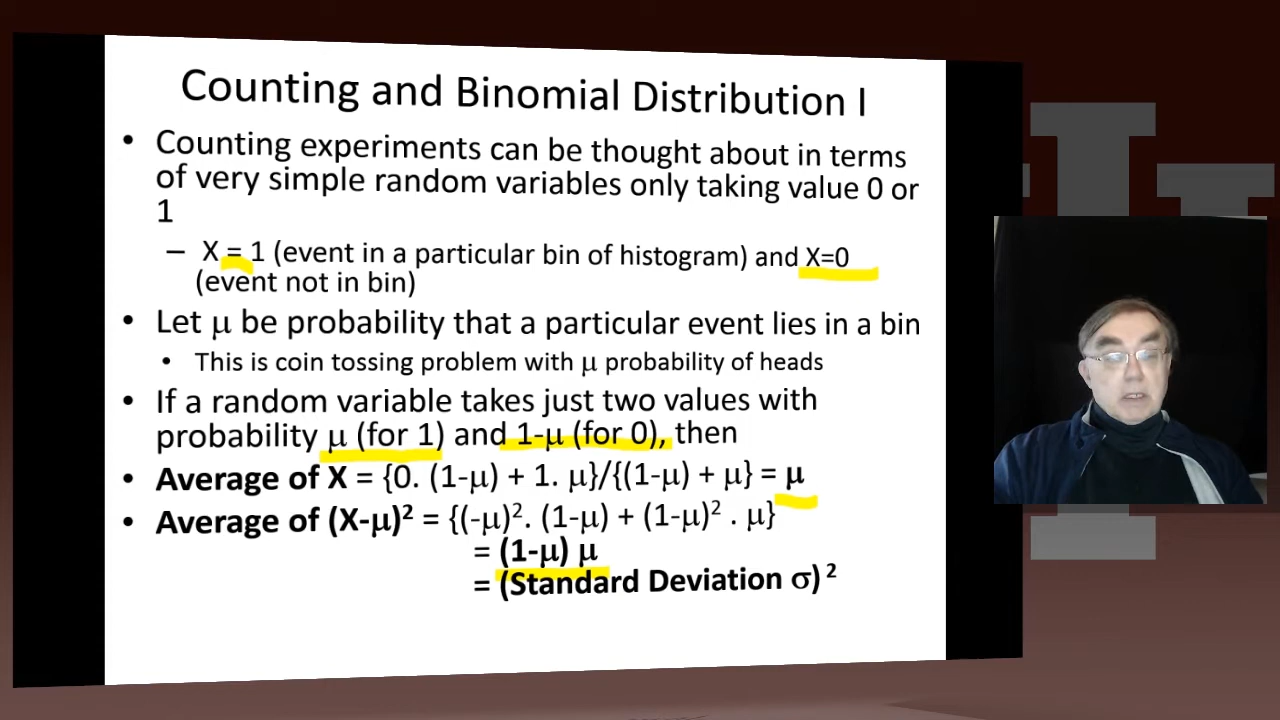 Counting and Binomial Distribution I
• Counting experiments can be thought about in terms
of very simple random variables only taking value 0 or
1
– X = 1 (event in a particular bin of histogram) and X=0
(event not in bin)
• Let μ be probability that a particular event lies in a bin
• This is coin tossing problem with μ probability of heads
• If a random variable takes just two values with
probability μ (for 1) and 1-μ (for 0), then
• Average of X = {0. (1-μ) + 1. μ}/{(1-μ) + μ} = μ
• Average of (X-μ)² = {(-μ)². (1-μ) + (1-μ)² . μ}
= (1-μ) μ
= (Standard Deviation σ) ²